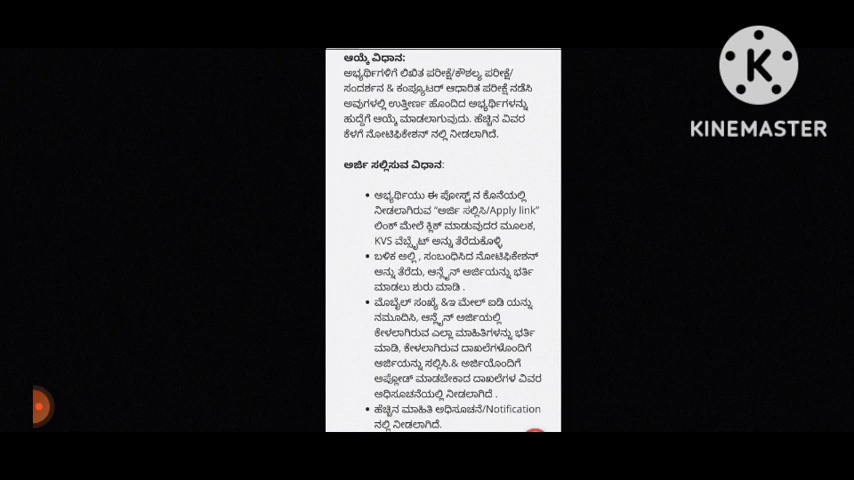 ಆಯ್ಕೆ ವಿಧಾನ:
ಅಭ್ಯರ್ಥಿಗಳಿಗೆ ಲಿಖಿತ ಪರೀಕ್ಷೆ/ಕೌಶಲ್ಯ ಪರೀಕ್ಷೆ/
ಸಂದರ್ಶನ & ಕಂಪ್ಯೂಟರ್ ಆಧಾರಿತ ಪರೀಕ್ಷೆ ನಡೆಸಿ
ಅವುಗಳಲ್ಲಿ ಉತ್ತೀರ್ಣ ಹೊಂದಿದ ಅಭ್ಯರ್ಥಿಗಳನ್ನು
ಹುದ್ದೆಗೆ ಆಯ್ಕೆ ಮಾಡಲಾಗುವುದು. ಹೆಚ್ಚಿನ ವಿವರ
ಕೆಳಗೆ ನೋಟಿಫಿಕೇಶನ್ ನಲ್ಲಿ ನೀಡಲಾಗಿದೆ.
ಅರ್ಜಿ ಸಲ್ಲಿಸುವ ವಿಧಾನ:
• ಅಭ್ಯರ್ಥಿಯು ಈ ಪೋಸ್ಟ್ ನ ಕೊನೆಯಲ್ಲಿ
ನೀಡಲಾಗಿರುವ “ಅರ್ಜಿ ಸಲ್ಲಿಸಿ/Apply link”
ಲಿಂಕ್ ಮೇಲೆ ಕ್ಲಿಕ್ ಮಾಡುವುದರ ಮೂಲಕ,
KVS ವೆಬ್ಸೈಟ್ ಅನ್ನು ತೆರೆದುಕೊಳ್ಳಿ
• ಬಳಿಕ ಅಲ್ಲಿ , ಸಂಬಂಧಿಸಿದ ನೋಟಿಫಿಕೇಶನ್
ಅನ್ನು ತೆರೆದು, ಆನ್ಲೈನ್ ಅರ್ಜಿಯನ್ನು ಭರ್ತಿ
ಮಾಡಲು ಶುರು ಮಾಡಿ .
• ಮೊಬೈಲ್ ಸಂಖ್ಯೆ &ಇ ಮೇಲ್ ಐಡಿ ಯನ್ನು
ನಮೂದಿಸಿ, ಆನ್ಲೈನ್ ಅರ್ಜಿಯಲ್ಲಿ
ಕೇಳಲಾಗಿರುವ ಎಲ್ಲಾ ಮಾಹಿತಿಗಳನ್ನು ಭರ್ತಿ
ಮಾಡಿ, ಕೇಳಲಾಗಿರುವ ದಾಖಲೆಗಳೊಂದಿಗೆ
ಅರ್ಜಿಯನ್ನು ಸಲ್ಲಿಸಿ.& ಅರ್ಜಿಯೊಂದಿಗೆ
ಅಪ್ಲೋಡ್ ಮಾಡಬೇಕಾದ ದಾಖಲೆಗಳ ವಿವರ
ಅಧಿಸೂಚನೆಯಲ್ಲಿ ನೀಡಲಾಗಿದೆ .
• ಹೆಚ್ಚಿನ ಮಾಹಿತಿ ಅಧಿಸೂಚನೆ/Notification
ನಲ್ಲಿ ನೀಡಲಾಗಿದೆ.
K
KINEMASTER